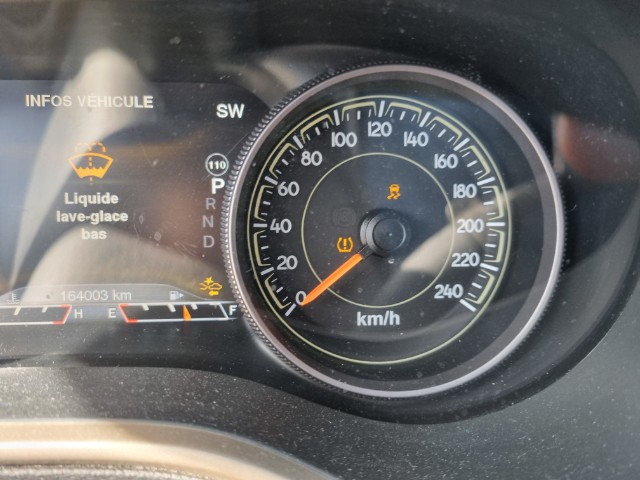 INFOS VEHICULE
SW
110
Liquide
lave-glace
bas
P
R
N
D
164003 km
H
E
F
0
20
40
60
80
100
120
140
160
180
200
220
240
km/h